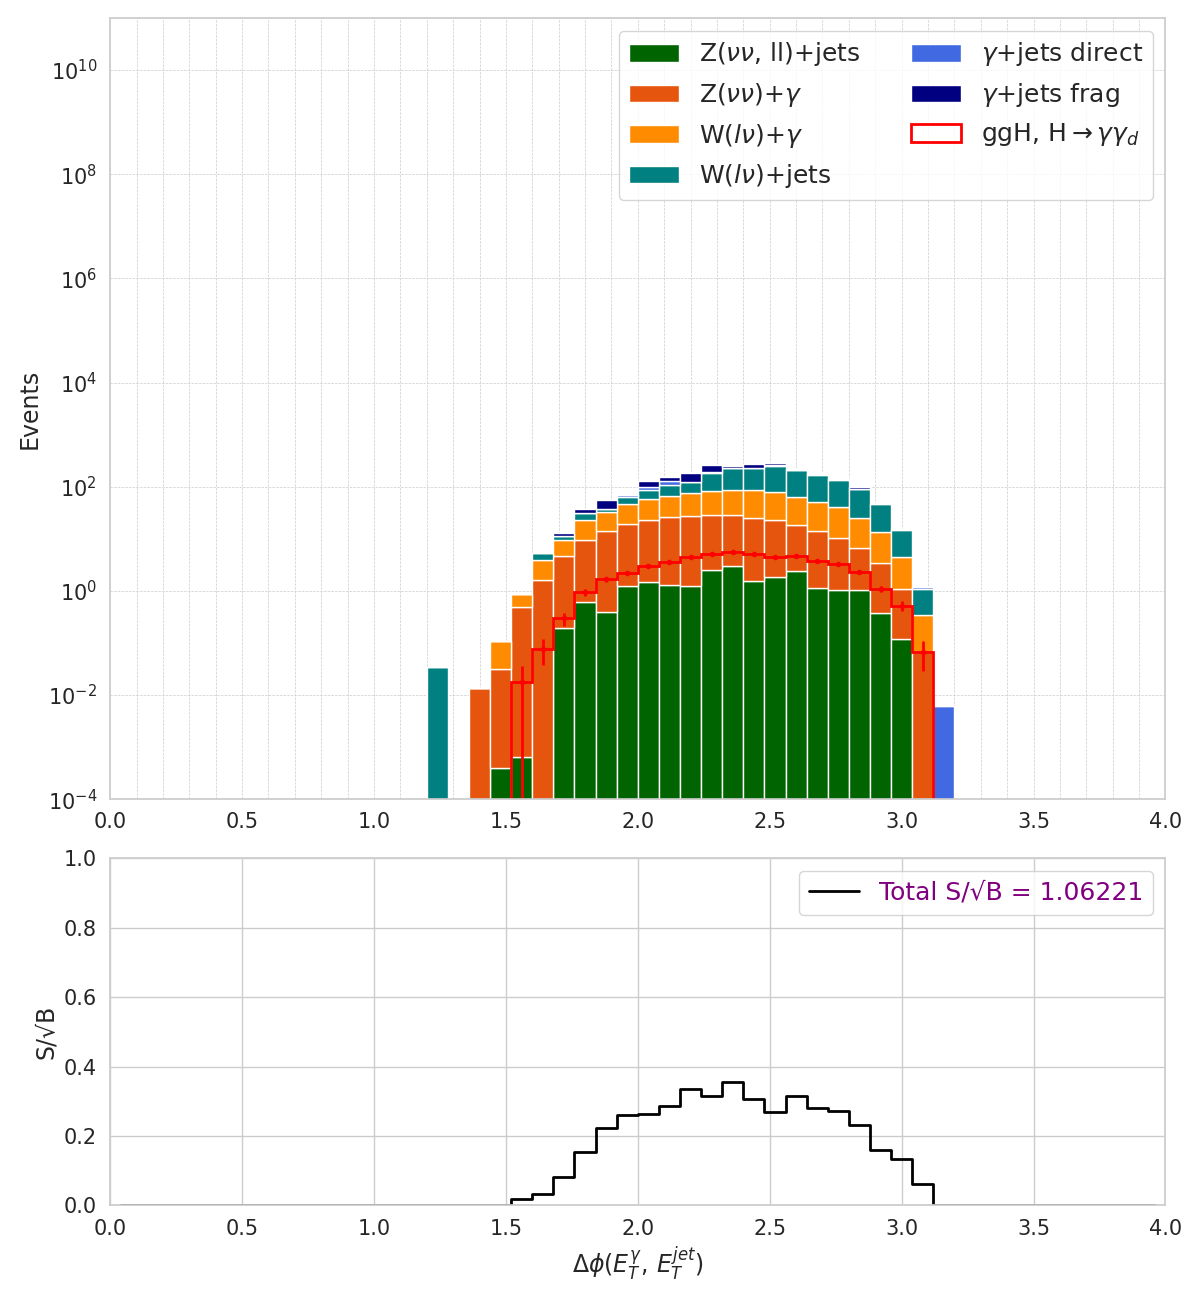 Z(νν, ll)+jets
Z(νν)+γ
W(lν)+γ
W(lν)+jets
γ+jets direct
γ+jets frag
ggH, H→γγ_d
Events
10^10
10^8
10^6
10^4
10^2
10^0
10^−2
10^−4
0.0 0.5 1.0 1.5 2.0 2.5 3.0 3.5 4.0
Total S/√B = 1.06221
S/√B
1.0
0.8
0.6
0.4
0.2
0.0
0.0 0.5 1.0 1.5 2.0 2.5 3.0 3.5 4.0
Δϕ(E_T^γ, E_T^jet)